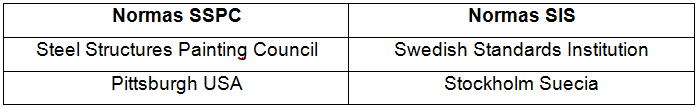 Normas SSPC Normas SIS
Steel Structures Painting Council Swedish Standards Institution
Pittsburgh USA Stockholm Suecia